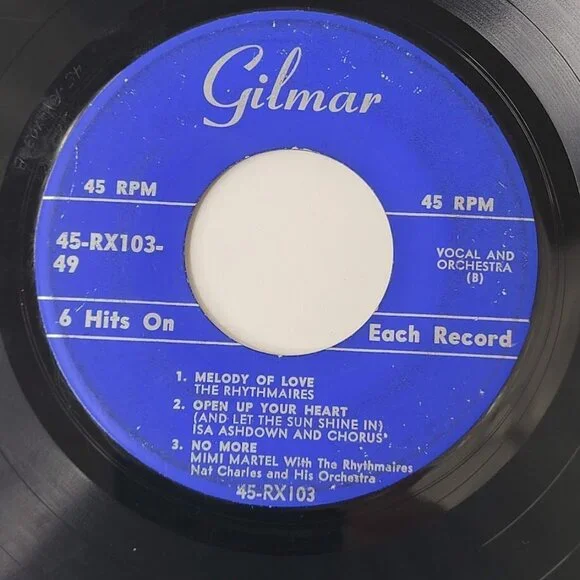 Gilmar
45 RPM
45 RPM
45-RX103-
49
VOCAL AND
ORCHESTRA
(B)
6 Hits On
Each Record
1. MELODY OF LOVE
THE RHYTHMAIRES
2. OPEN UP YOUR HEART
(AND LET THE SUN SHINE IN)
ISA ASHDOWN AND CHORUS
3. NO MORE
MIMI MARTEL With The Rhythmaires
Nat Charles and His Orchestra
45-RX103